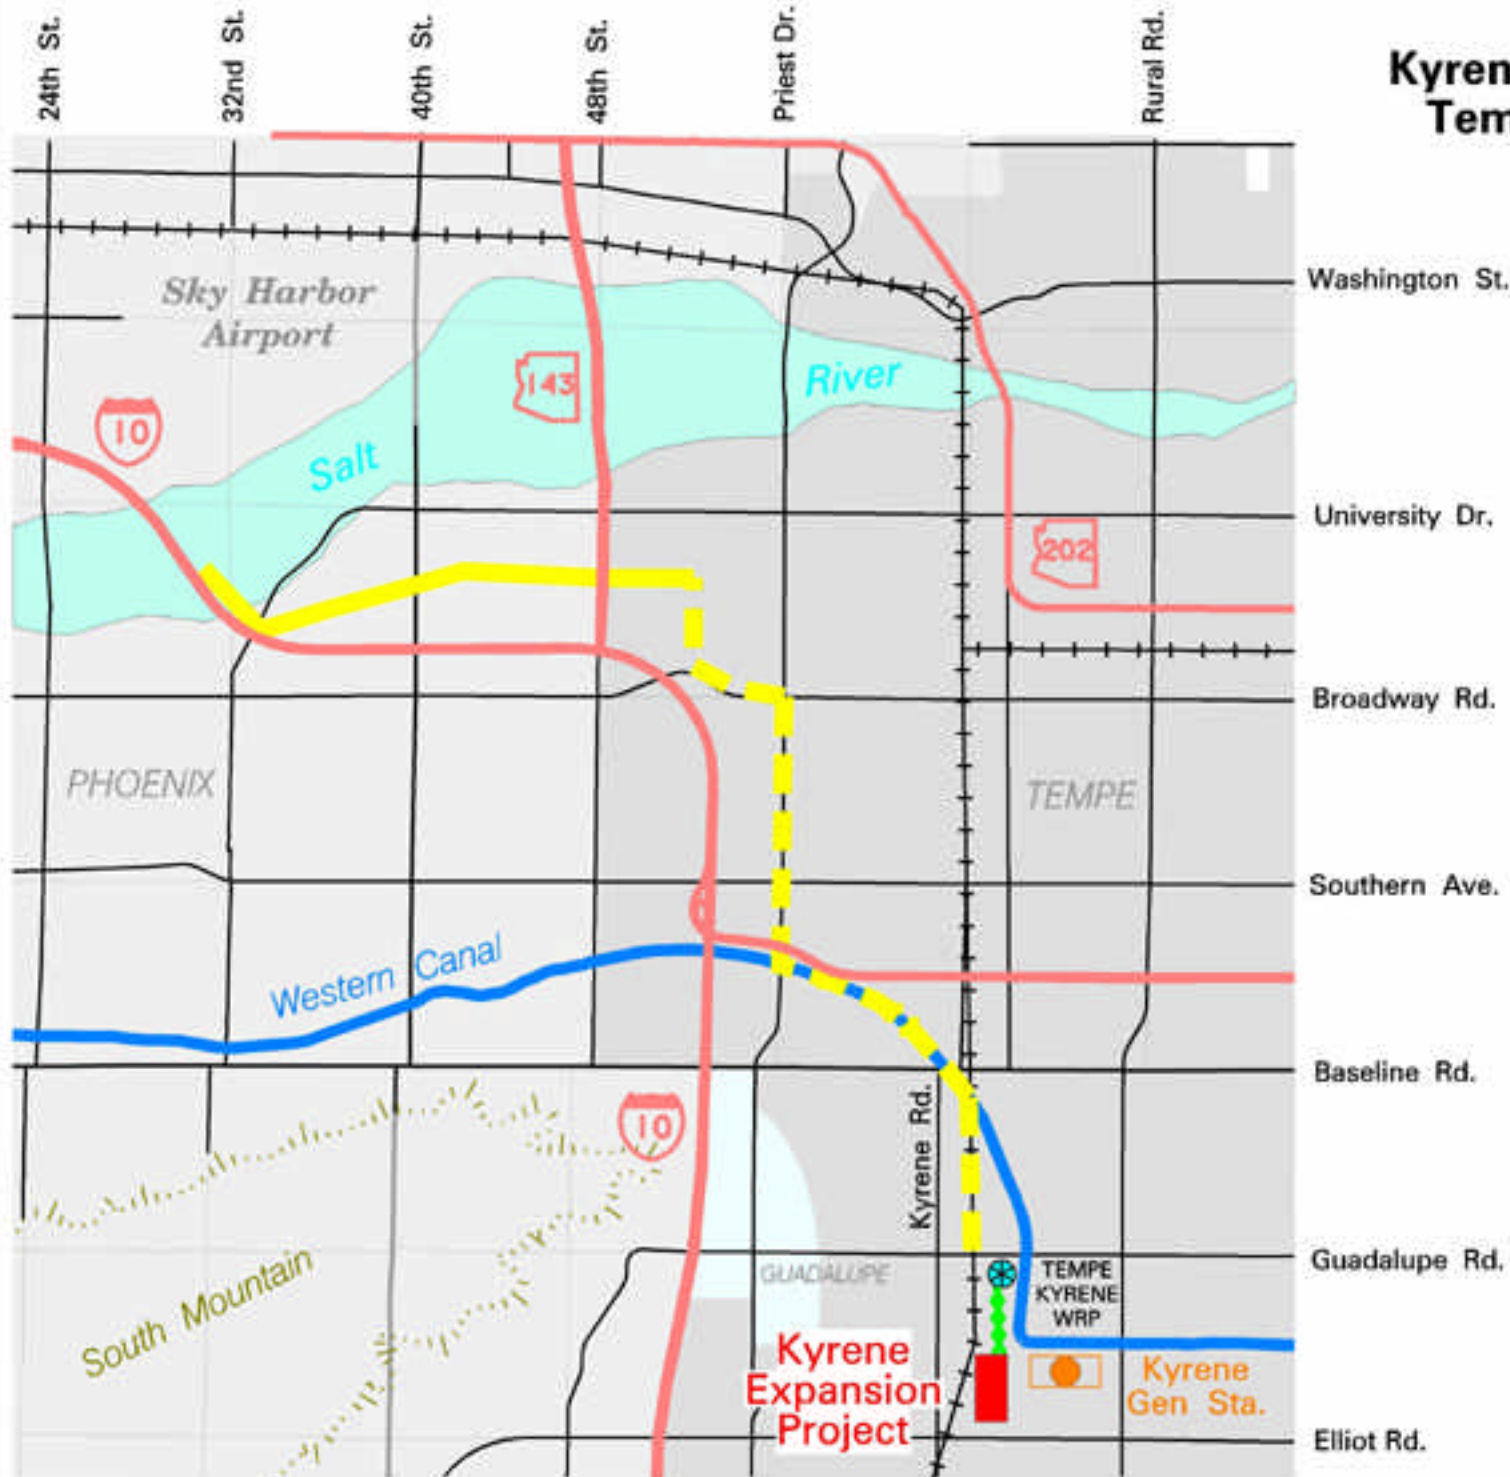 24th St.
32nd St.
40th St.
48th St.
Priest Dr.
Rural Rd.
Kyren
Tem
Washington St.
Sky Harbor
Airport
143
River
10
Salt
University Dr.
202
Broadway Rd.
PHOENIX
TEMPE
Southern Ave.
Western Canal
Baseline Rd.
10
Kyrene Rd.
South Mountain
GUADALUPE
Guadalupe Rd.
TEMPE
KYRENE
WRP
Kyrene
Expansion
Project
Kyrene
Gen Sta.
Elliot Rd.